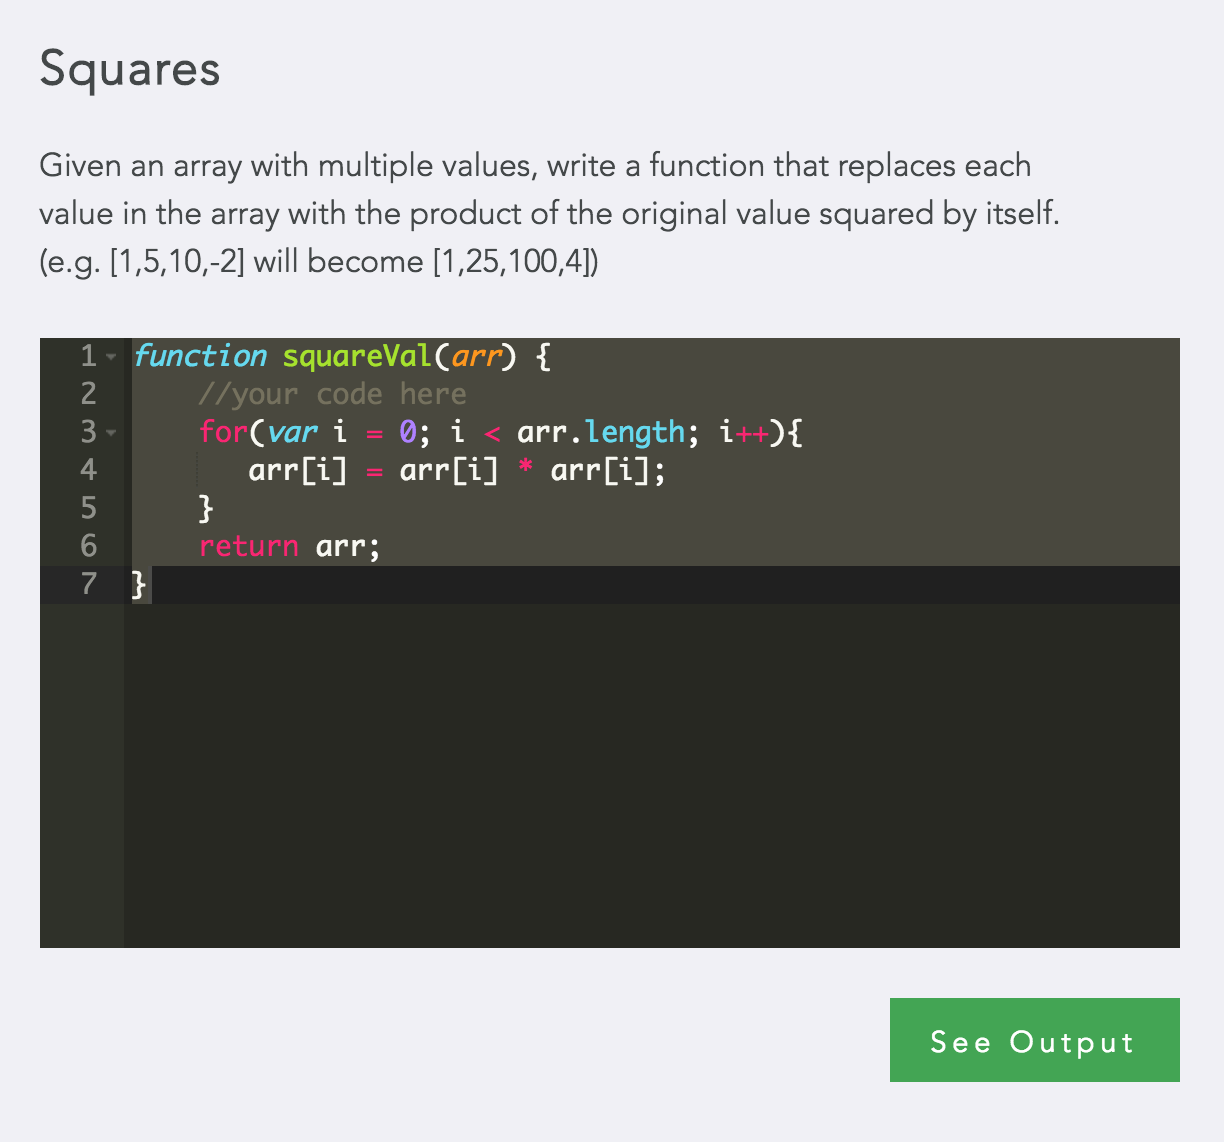 Squares
Given an array with multiple values, write a function that replaces each
value in the array with the product of the original value squared by itself.
(e.g. [1,5,10,-2] will become [1,25,100,4])
1 function squareVal(arr) {
2 //your code here
3 for(var i = 0; i < arr.length; i++){
4 arr[i] = arr[i] * arr[i];
5 }
6 return arr;
7 }
See Output